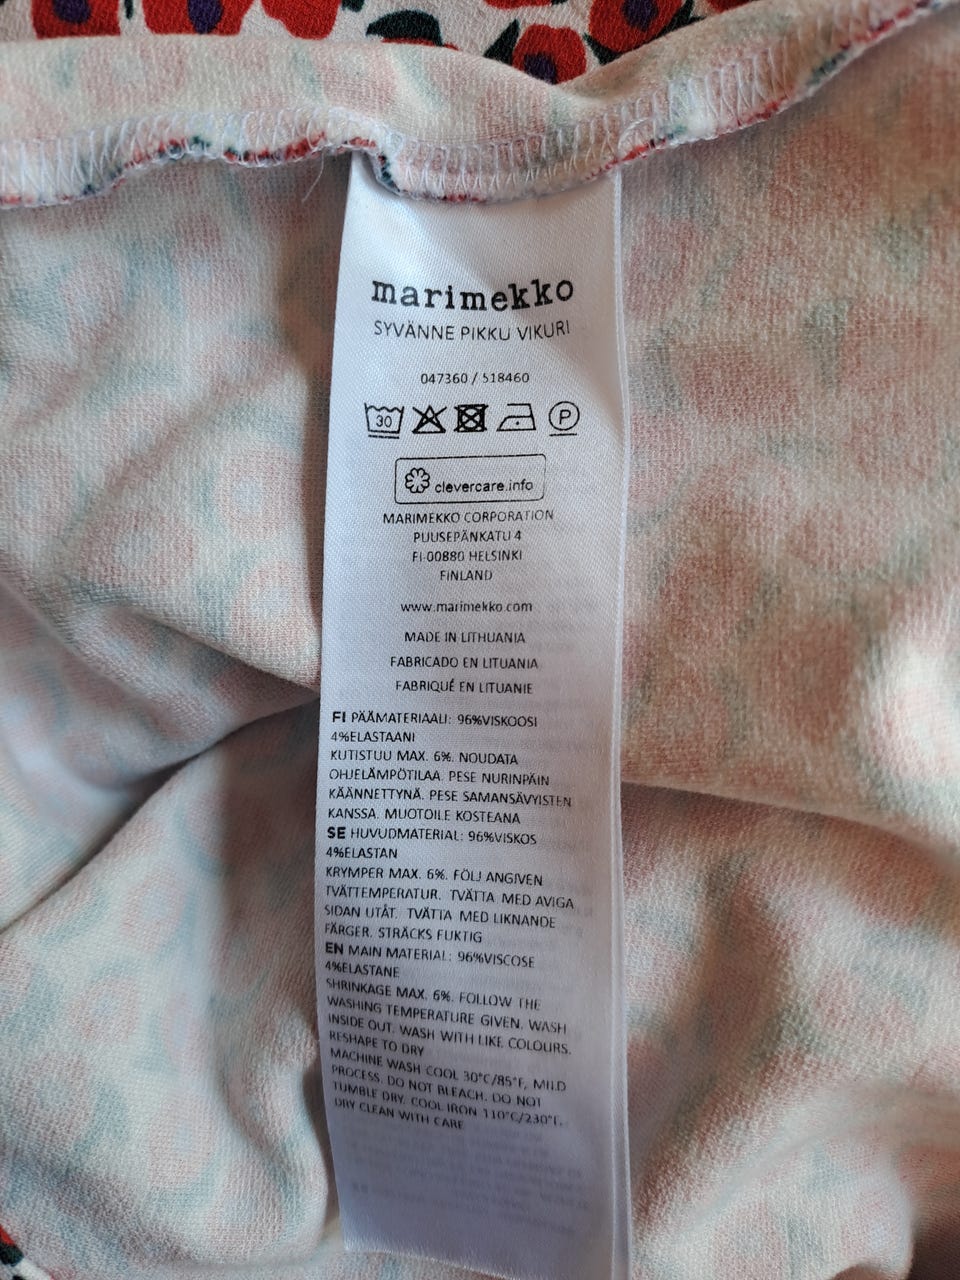 marimekko
SYVÄNNE PIKKU VIKURI
047360 / 518460
30
P
clevercare.info
MARIMEKKO CORPORATION
PUUSEPÄNKATU 4
FI-00880 HELSINKI
FINLAND
www.marimekko.com
MADE IN LITHUANIA
FABRICADO EN LITUANIA
FABRIQUÉ EN LITUANIE
FI PÄÄMATERIAALI: 96%VISKOOSI
4%ELASTAANI
KUTISTUU MAX. 6%. NOUDATA
OHJELÄMPÖTILAA. PESE NURINPÄIN
KÄÄNNETTYNÄ. PESE SAMANSÄVYISTEN
KANSSA. MUOTOILE KOSTEANA
SE HUVUDMATERIAL: 96%VISKOS
4%ELASTAN
KRYMPER MAX. 6%. FÖLJ ANGIVEN
TVÄTTEMPERATUR. TVÄTTA MED AVIGA
SIDAN UTÅT. TVÄTTA MED LIKNANDE
FÄRGER. STRÄCKS FUKTIG
EN MAIN MATERIAL: 96%VISCOSE
4%ELASTANE
SHRINKAGE MAX. 6%. FOLLOW THE
WASHING TEMPERATURE GIVEN. WASH
INSIDE OUT. WASH WITH LIKE COLOURS.
RESHAPE TO DRY
MACHINE WASH COOL 30°C/85°F, MILD
PROCESS. DO NOT BLEACH. DO NOT
TUMBLE DRY. COOL IRON 110°C/230°F.
DRY CLEAN WITH CARE